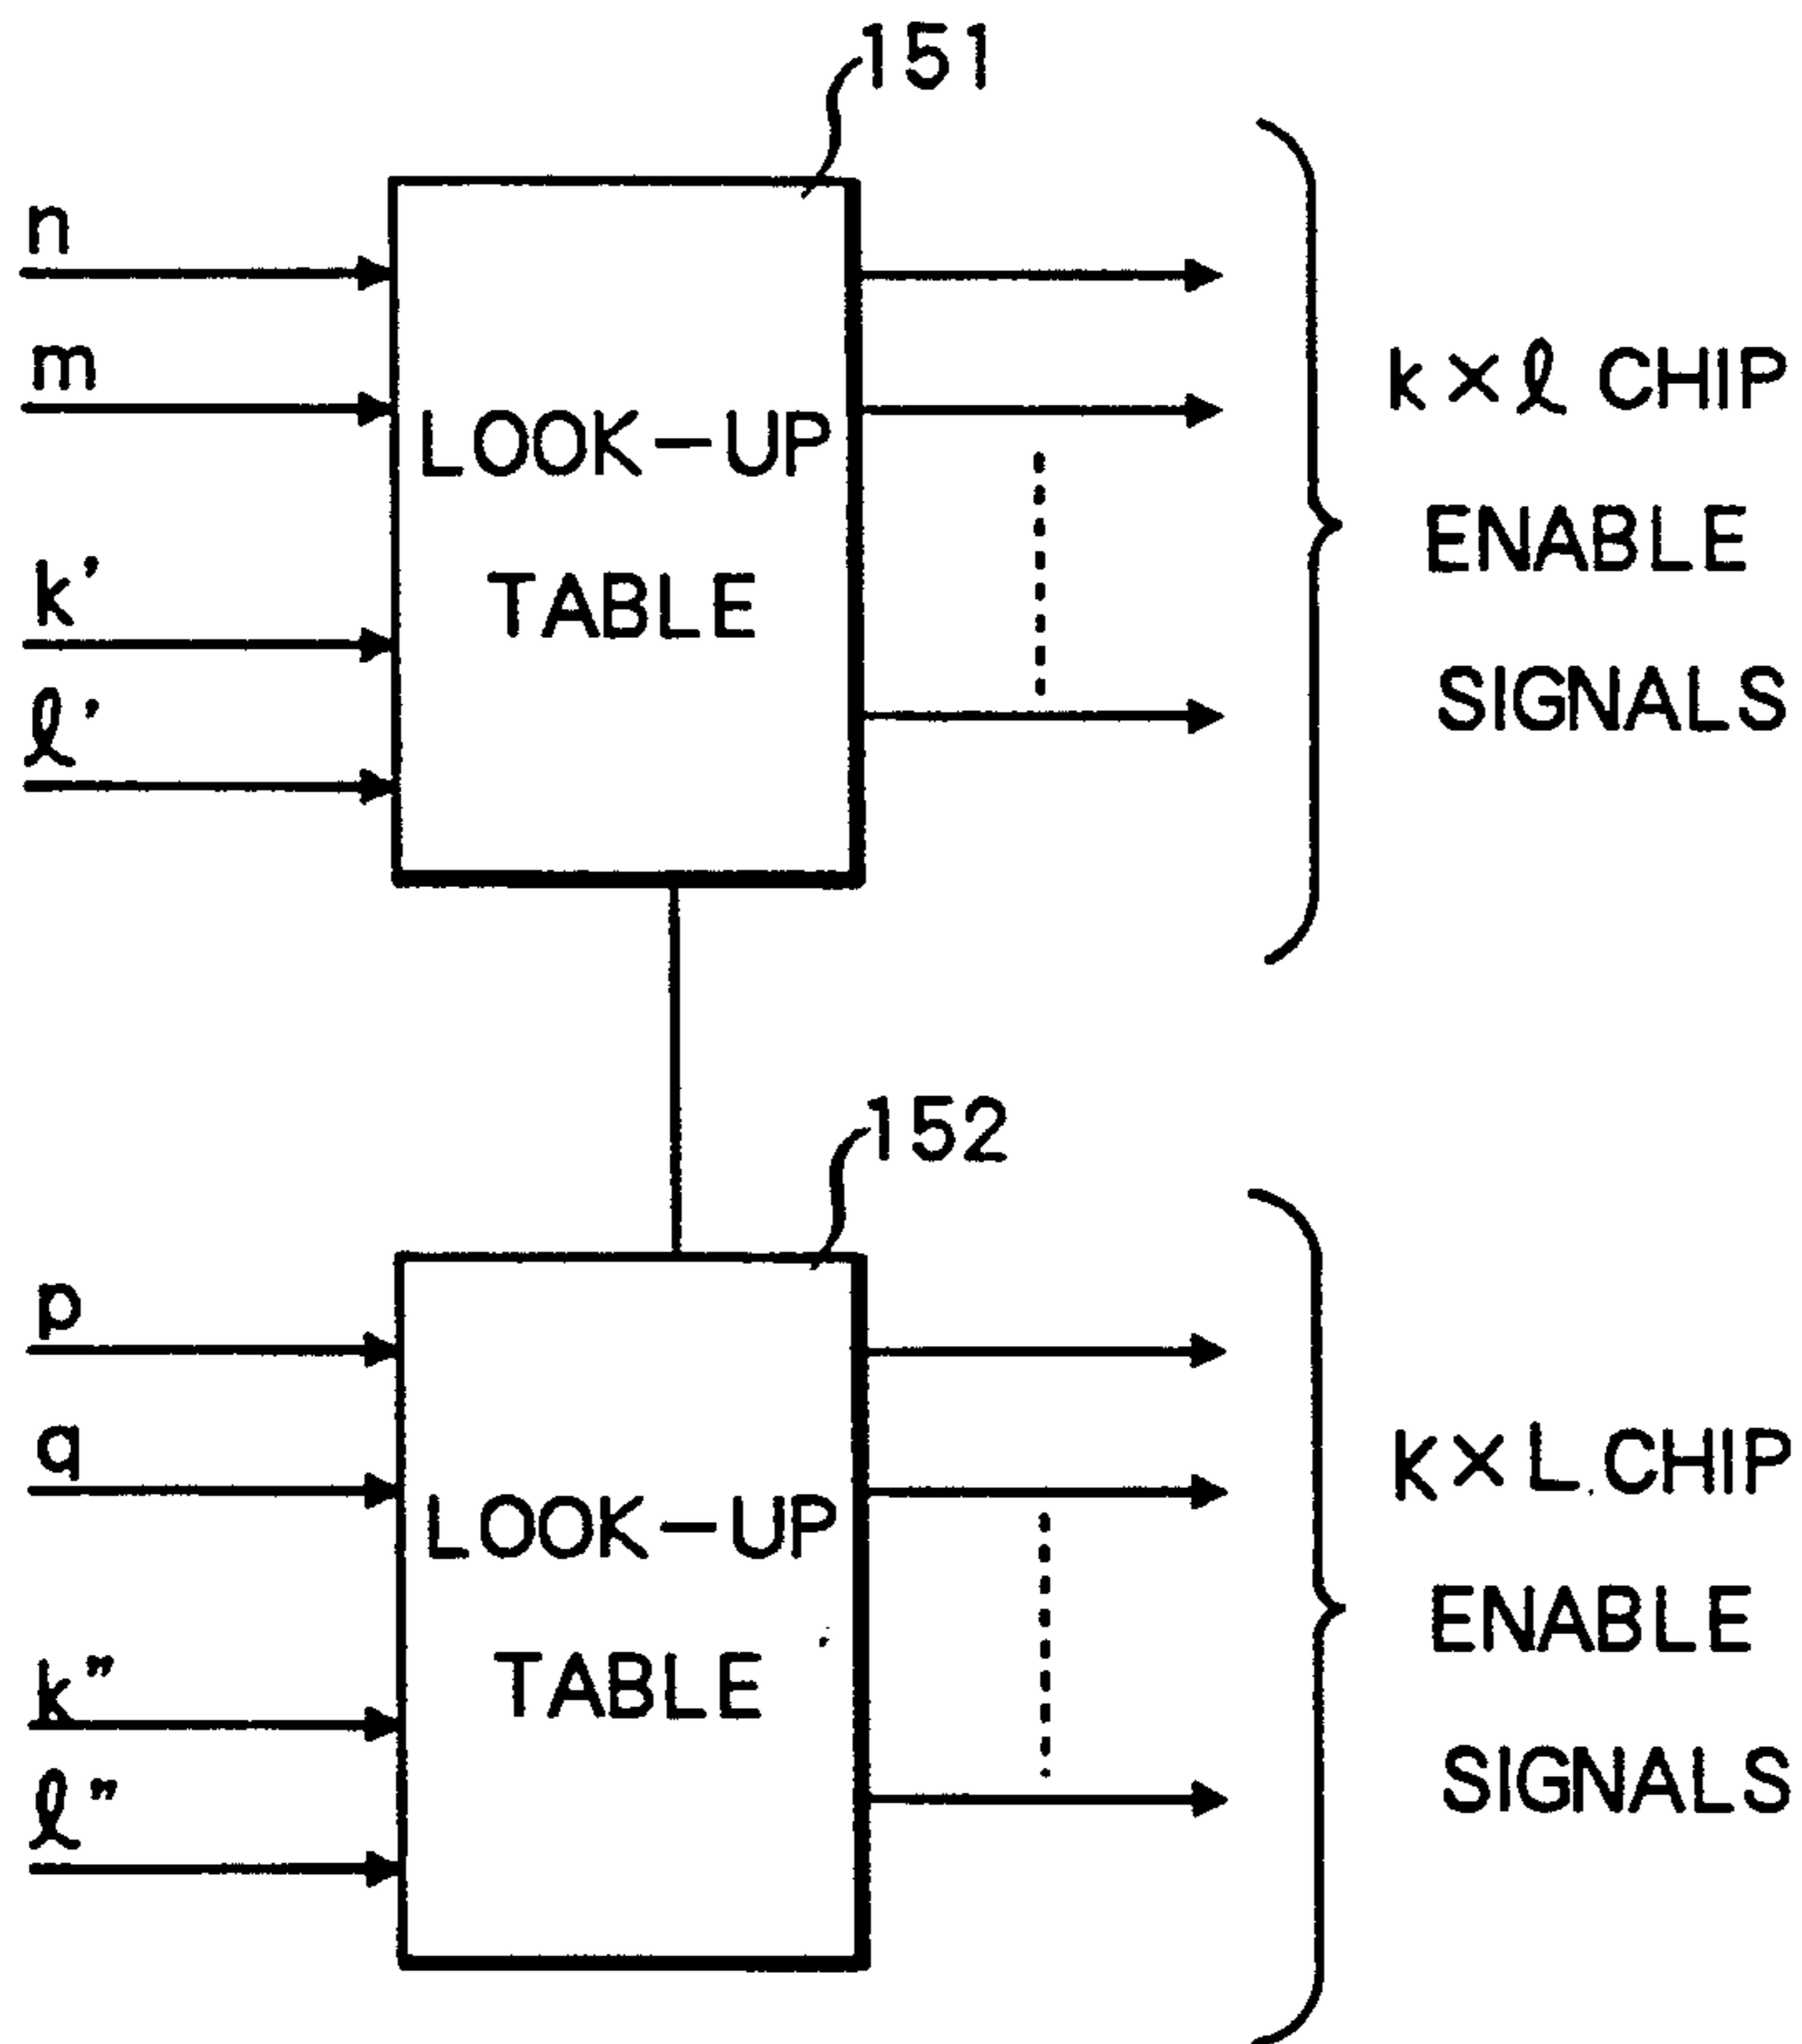 151
n
m
k'
ℓ'
LOOK-UP
TABLE
k×ℓ CHIP
ENABLE
SIGNALS
152
p
q
k"
ℓ"
LOOK-UP
TABLE
k×L CHIP
ENABLE
SIGNALS